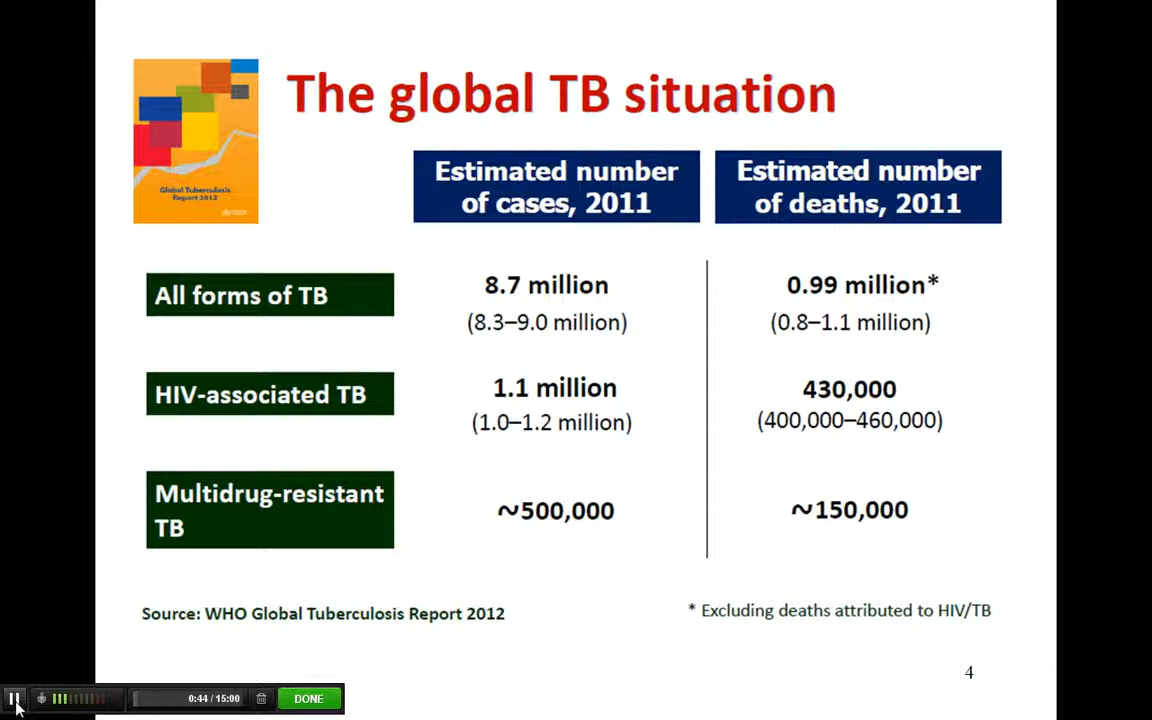 The global TB situation
Global Tuberculosis
Report 2012
Estimated number
of cases, 2011
Estimated number
of deaths, 2011
All forms of TB
8.7 million
(8.3–9.0 million)
0.99 million*
(0.8–1.1 million)
HIV-associated TB
1.1 million
(1.0–1.2 million)
430,000
(400,000–460,000)
Multidrug-resistant
TB
~500,000
~150,000
Source: WHO Global Tuberculosis Report 2012
* Excluding deaths attributed to HIV/TB
4
0:44 / 15:00
DONE